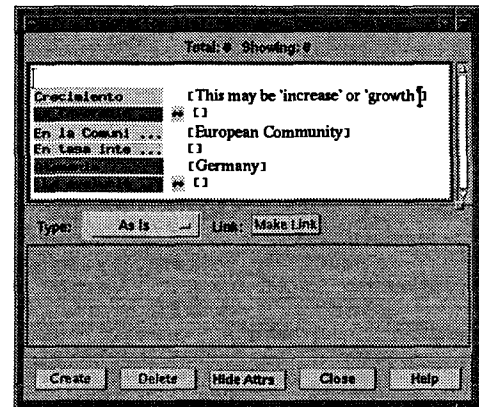 Total: 0 Showing: 0
Crecimiento [This may be 'increase' or 'growth']
[]
En la Comuni ... [European Community]
En tasa inte ... []
[Germany]
[]
Type: As Is Link: Make Link
Create Delete Hide Attrs Close Help